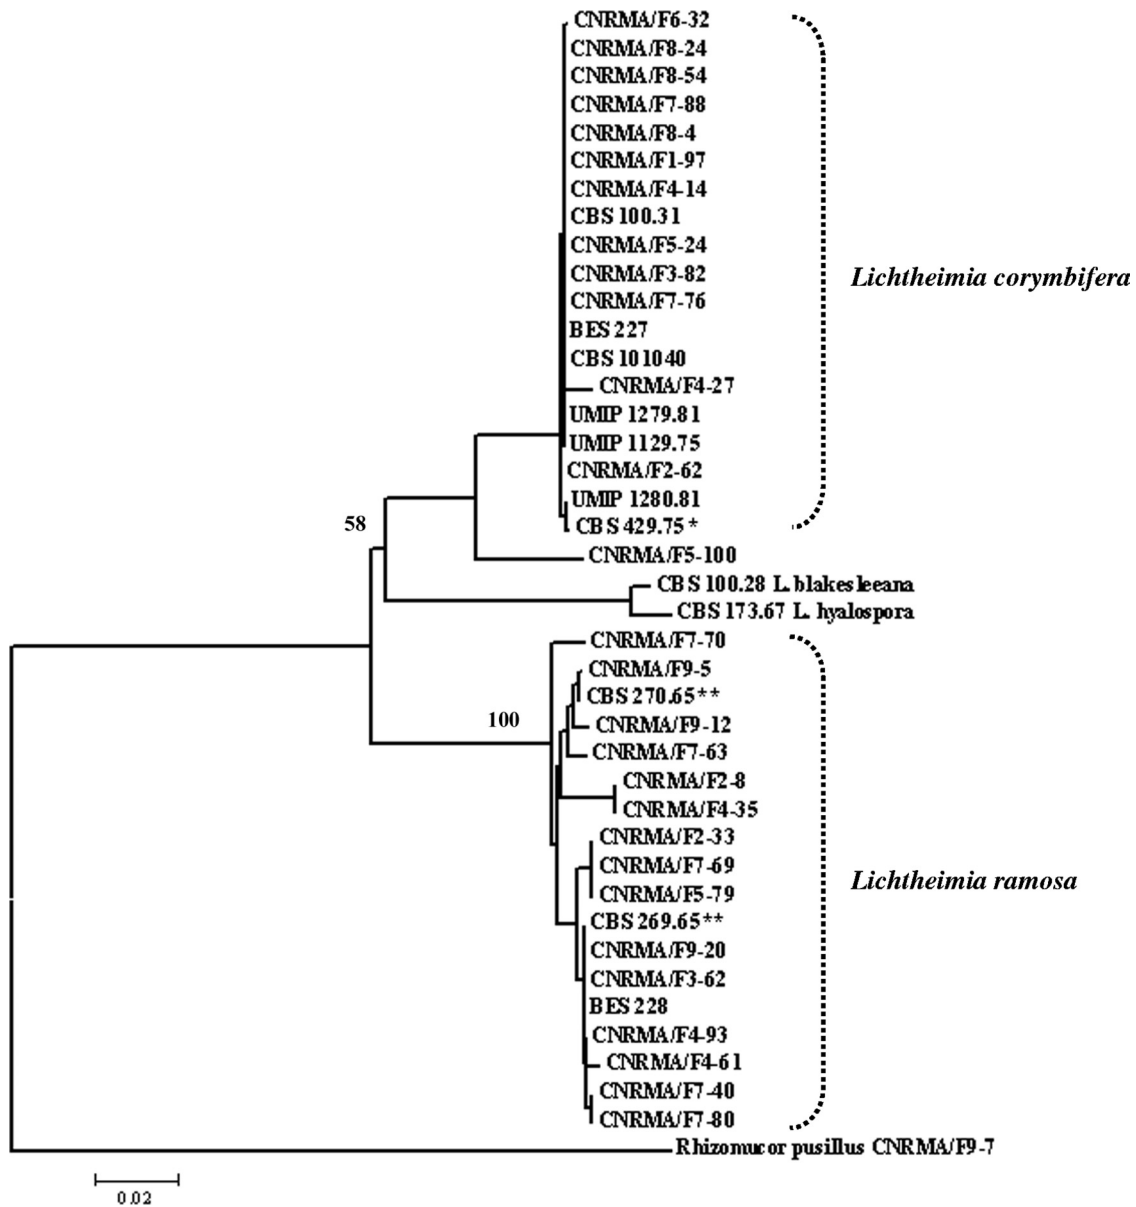 CNRMA/F6-32
CNRMA/F8-24
CNRMA/F8-54
CNRMA/F7-88
CNRMA/F8-4
CNRMA/F1-97
CNRMA/F4-14
CBS 100.31
CNRMA/F5-24
CNRMA/F3-82
CNRMA/F7-76
BES 227
CBS 101040
CNRMA/F4-27
UMIP 1279.81
UMIP 1129.75
CNRMA/F2-62
UMIP 1280.81
CBS 429.75*
Lichtheimia corymbifera
58
CNRMA/F5-100
CBS 100.28 L. blakesleeana
CBS 173.67 L. hyalospora
CNRMA/F7-70
CNRMA/F9-5
CBS 270.65**
100
CNRMA/F9-12
CNRMA/F7-63
CNRMA/F2-8
CNRMA/F4-35
CNRMA/F2-33
CNRMA/F7-69
CNRMA/F5-79
CBS 269.65**
CNRMA/F9-20
CNRMA/F3-62
BES 228
CNRMA/F4-93
CNRMA/F4-61
CNRMA/F7-40
CNRMA/F7-80
Lichtheimia ramosa
Rhizomucor pusillus CNRMA/F9-7
0.02